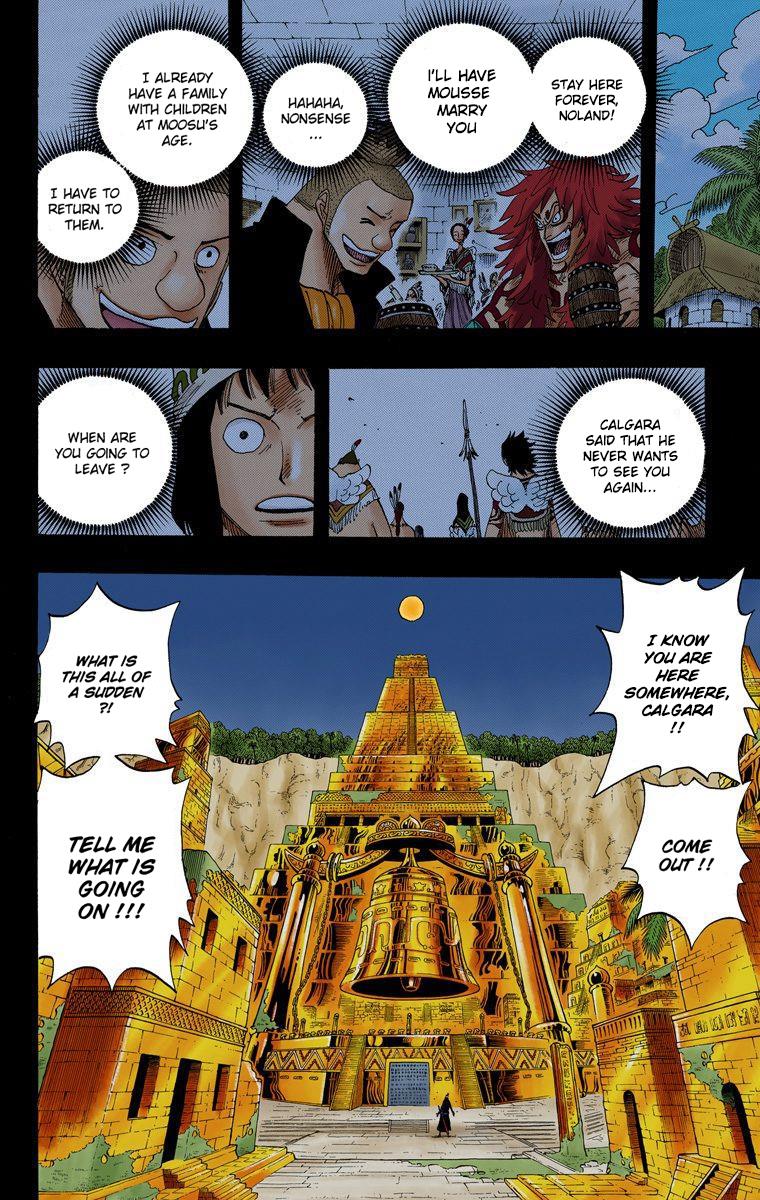 STAY HERE
FOREVER,
NOLAND!
I'LL HAVE
MOUSSE
MARRY
YOU
HAHAHA,
NONSENSE
...
I ALREADY
HAVE A FAMILY
WITH CHILDREN
AT MOOSU'S
AGE.
I HAVE TO
RETURN TO
THEM.
CALGARA
SAID THAT HE
NEVER WANTS
TO SEE YOU
AGAIN...
WHEN ARE
YOU GOING TO
LEAVE ?
I KNOW
YOU ARE
HERE
SOMEWHERE,
CALGARA
!!
COME
OUT !!
WHAT IS
THIS ALL OF
A SUDDEN
?!
TELL ME
WHAT IS
GOING
ON !!!